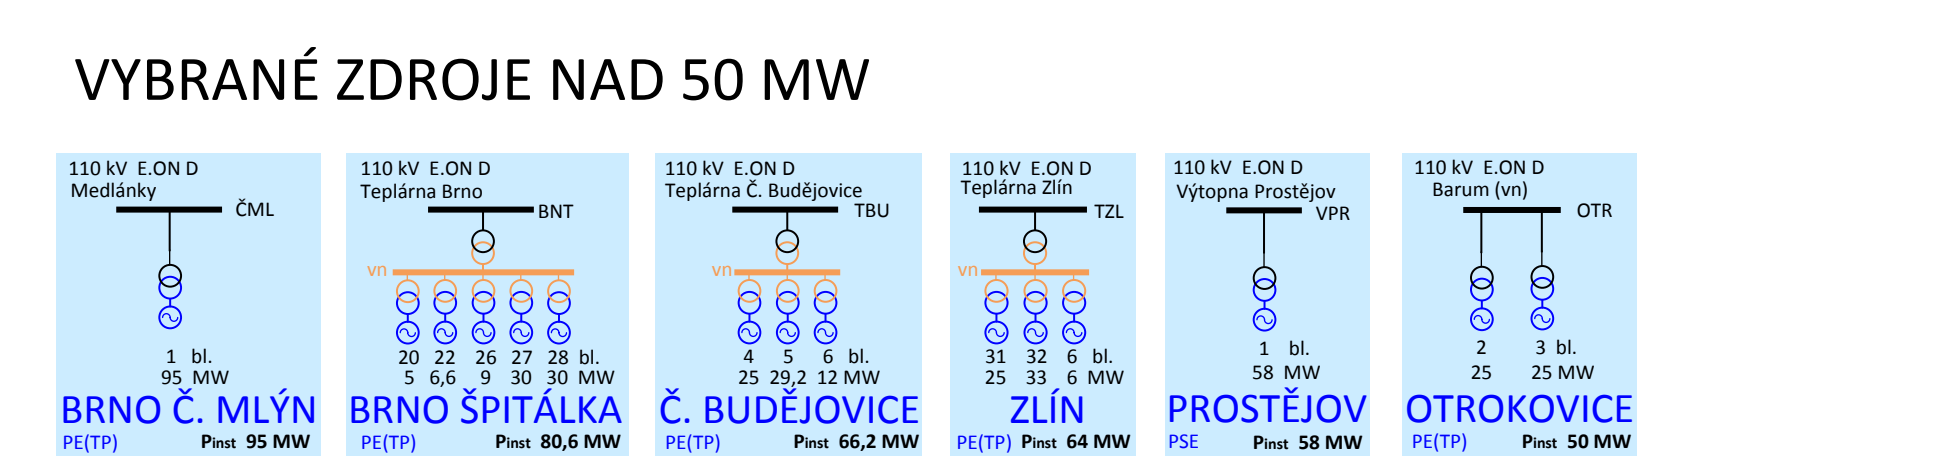 VYBRANÉ ZDROJE NAD 50 MW
110 kV E.ON D
Medlánky
ČML
1 bl.
95 MW
BRNO Č. MLÝN
PE(TP) Pinst 95 MW
110 kV E.ON D
Teplárna Brno
BNT
vn
20 22 26 27 28 bl.
5 6,6 9 30 30 MW
BRNO ŠPITÁLKA
PE(TP) Pinst 80,6 MW
110 kV E.ON D
Teplárna Č. Budějovice
TBU
vn
4 5 6 bl.
25 29,2 12 MW
Č. BUDĚJOVICE
PE(TP) Pinst 66,2 MW
110 kV E.ON D
Teplárna Zlín
TZL
vn
31 32 6 bl.
25 33 6 MW
ZLÍN
PE(TP) Pinst 64 MW
110 kV E.ON D
Výtopna Prostějov
VPR
1 bl.
58 MW
PROSTĚJOV
PSE Pinst 58 MW
110 kV E.ON D
Barum (vn)
OTR
2 3 bl.
25 25 MW
OTROKOVICE
PE(TP) Pinst 50 MW